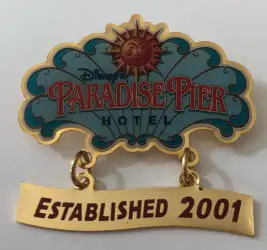 Disney's
PARADISE PIER
HOTEL
ESTABLISHED 2001